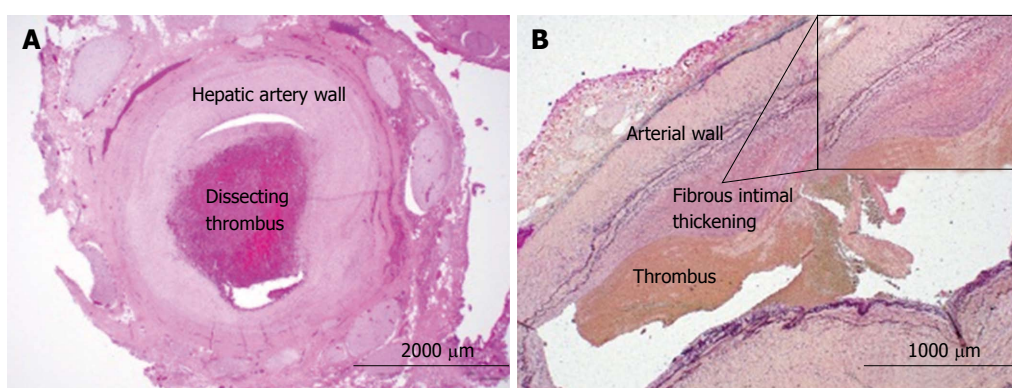 A
Hepatic artery wall
Dissecting
thrombus
2000 μm
B
Arterial wall
Fibrous intimal
thickening
Thrombus
1000 μm